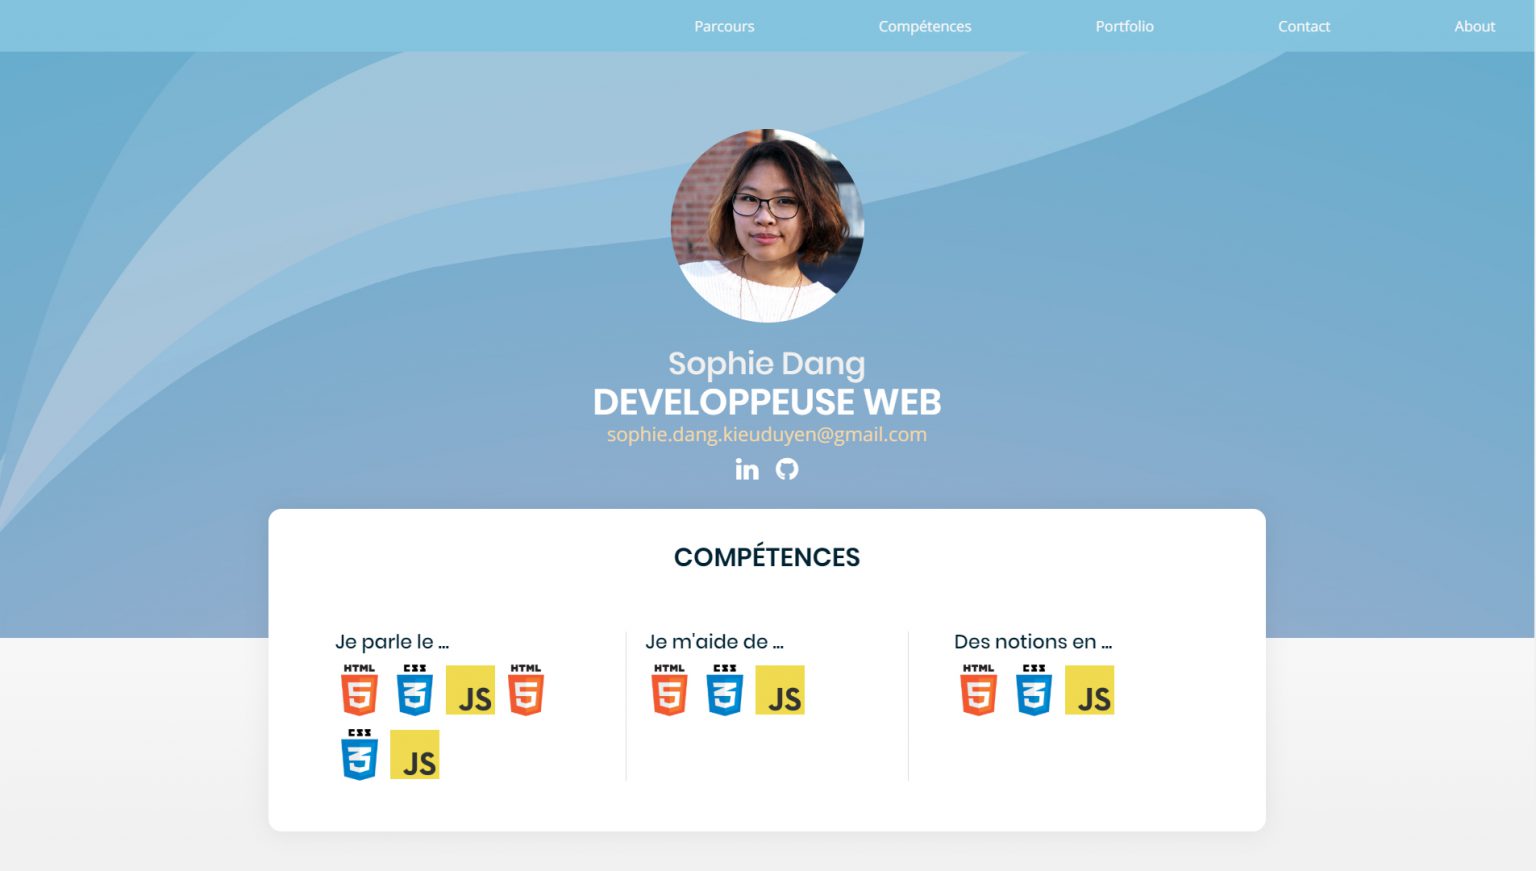 Parcours Compétences Portfolio Contact About
Sophie Dang
DEVELOPPEUSE WEB
sophie.dang.kieuduyen@gmail.com
in
COMPÉTENCES
Je parle le ...
HTML 5 CSS 3 JS HTML 5
CSS 3 JS
Je m'aide de ...
HTML 5 CSS 3 JS
Des notions en ...
HTML 5 CSS 3 JS